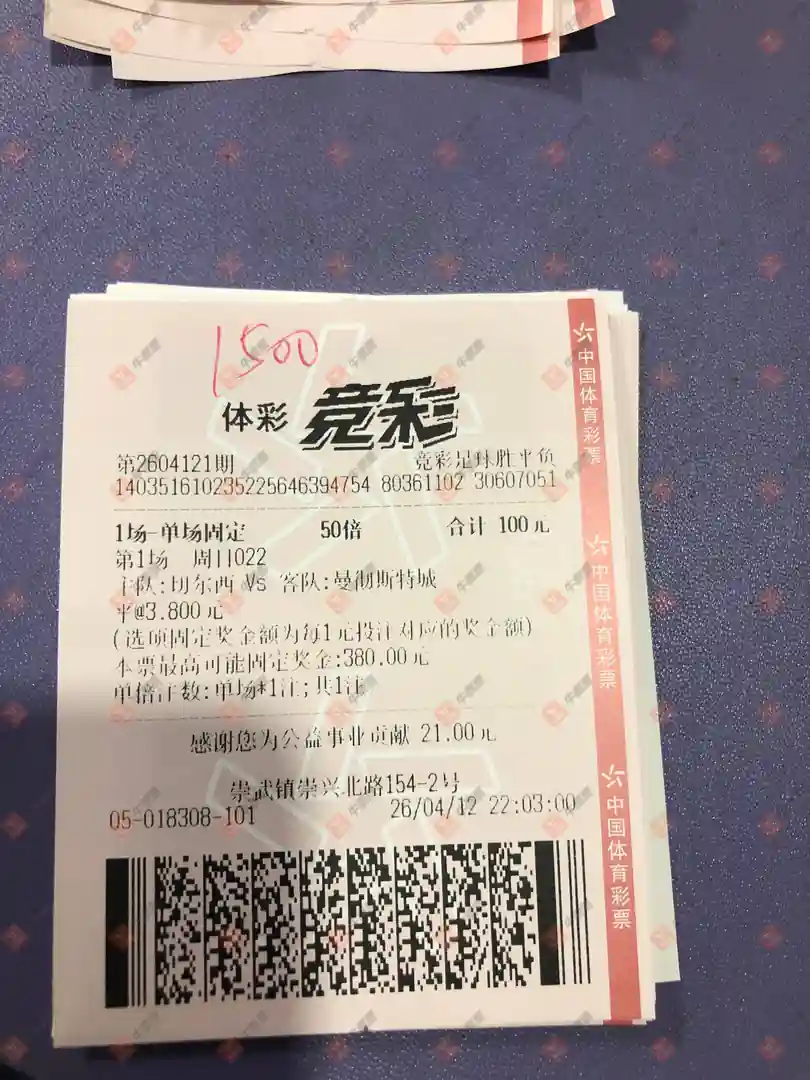 1500
体彩 竞彩
第2604121期 竞彩足球胜平负
140351610235225646394754 80361102 30607051
1场-单场固定 50倍 合计 100元
第1场 周日022
主队:切尔西 Vs 客队:曼彻斯特城
平@3.800元
(选项固定奖金额为每1元投注对应的奖金额)
本票最高可能固定奖金:380.00元
单倍注数:单场*1注;共1注
感谢您为公益事业贡献 21.00元
崇武镇崇兴北路154-2号
05-018308-101 26/04/12 22:03:00
中国体育彩票
中国体育彩票
中国体育彩票